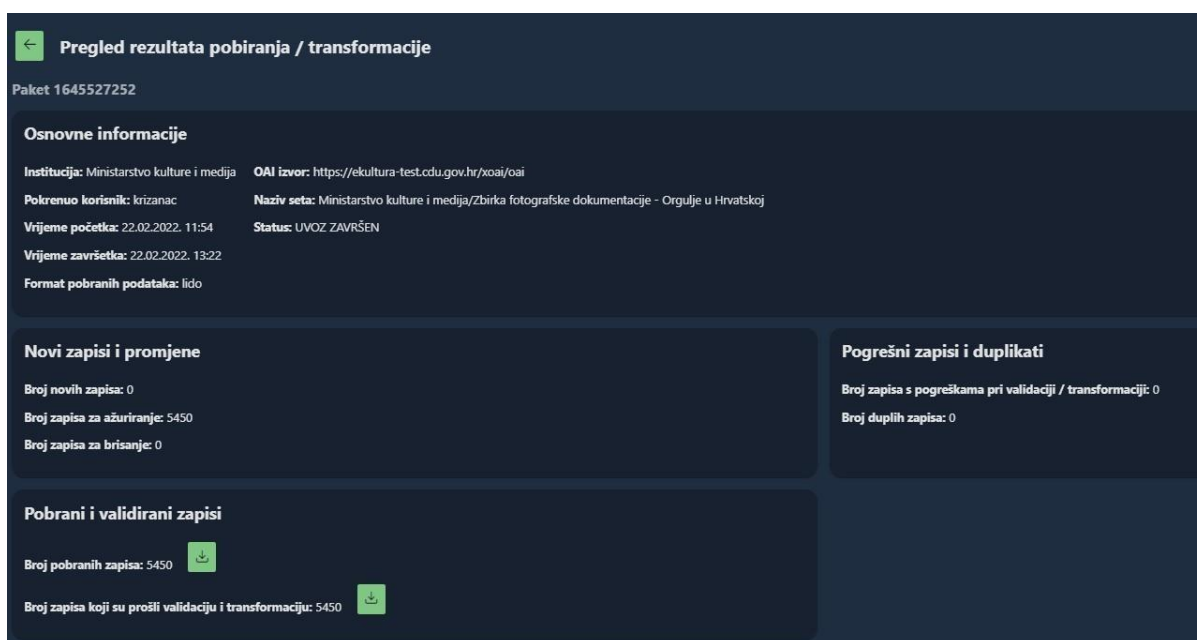 Pregled rezultata pobiranja / transformacije
Paket 1645527252
Osnovne informacije
Institucija: Ministarstvo kulture i medija OAI izvor: https://ekultura-test.cdu.gov.hr/xoai/oai
Pokrenuo korisnik: krizanac Naziv seta: Ministarstvo kulture i medija/Zbirka fotografske dokumentacije - Orgulje u Hrvatskoj
Vrijeme početka: 22.02.2022. 11:54 Status: UVOZ ZAVRŠEN
Vrijeme završetka: 22.02.2022. 13:22
Format pobranih podataka: lido
Novi zapisi i promjene
Broj novih zapisa: 0
Broj zapisa za ažuriranje: 5450
Broj zapisa za brisanje: 0
Pogrešni zapisi i duplikati
Broj zapisa s pogreškama pri validaciji / transformaciji: 0
Broj duplih zapisa: 0
Pobrani i validirani zapisi
Broj pobranih zapisa: 5450
Broj zapisa koji su prošli validaciju i transformaciju: 5450